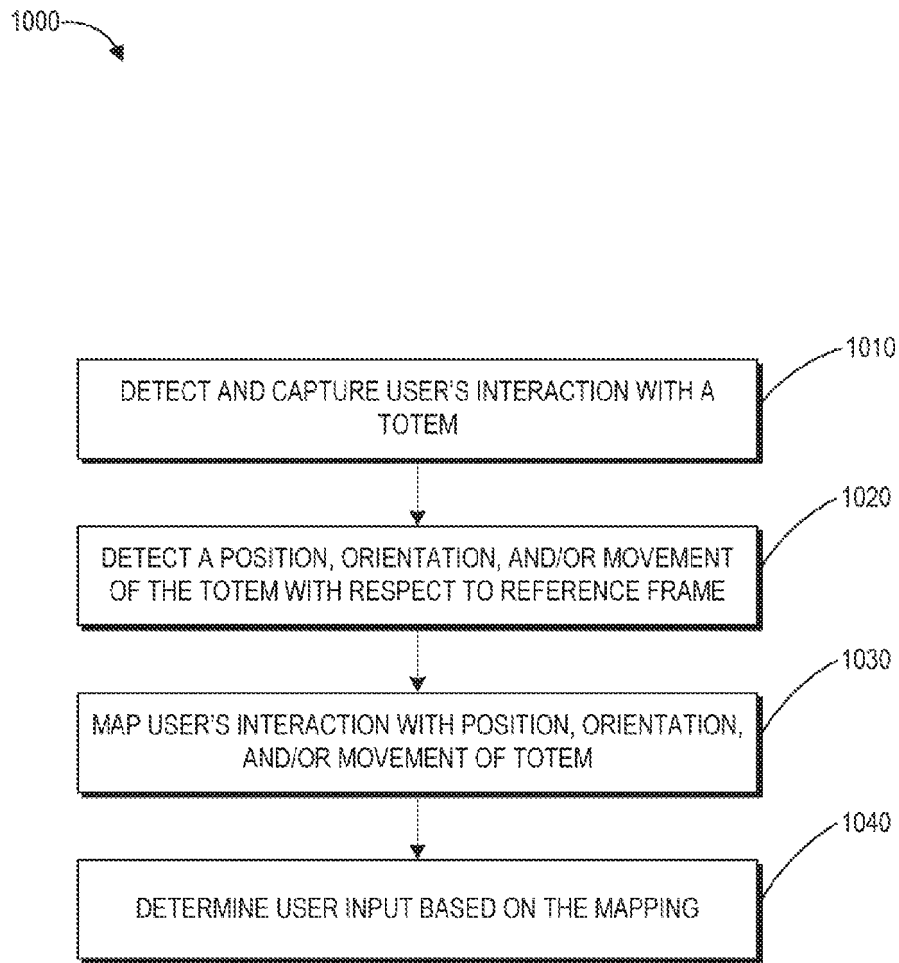 1000
1010
DETECT AND CAPTURE USER'S INTERACTION WITH A
TOTEM
1020
DETECT A POSITION, ORIENTATION, AND/OR MOVEMENT
OF THE TOTEM WITH RESPECT TO REFERENCE FRAME
1030
MAP USER'S INTERACTION WITH POSITION, ORIENTATION,
AND/OR MOVEMENT OF TOTEM
1040
DETERMINE USER INPUT BASED ON THE MAPPING